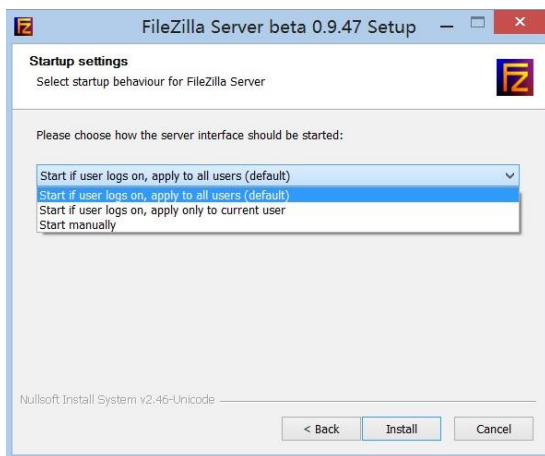 FileZilla Server beta 0.9.47 Setup
Startup settings
Select startup behaviour for FileZilla Server
FZ
Please choose how the server interface should be started:
Start if user logs on, apply to all users (default)
Start if user logs on, apply to all users (default)
Start if user logs on, apply only to current user
Start manually
Nullsoft Install System v2.46-Unicode
< Back Install Cancel